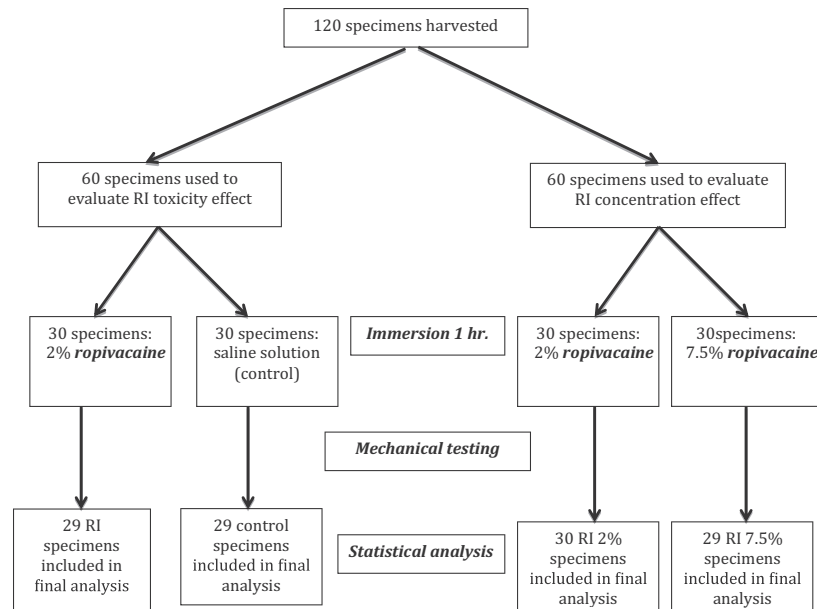 120 specimens harvested
60 specimens used to
evaluate RI toxicity effect
60 specimens used to evaluate
RI concentration effect
30 specimens:
2% ropivacaine
30 specimens:
saline solution
(control)
Immersion 1 hr.
30 specimens:
2% ropivacaine
30specimens:
7.5% ropivacaine
Mechanical testing
29 RI
specimens
included in
final analysis
29 control
specimens
included in final
analysis
Statistical analysis
30 RI 2%
specimens
included in final
analysis
29 RI 7.5%
specimens
included in final
analysis